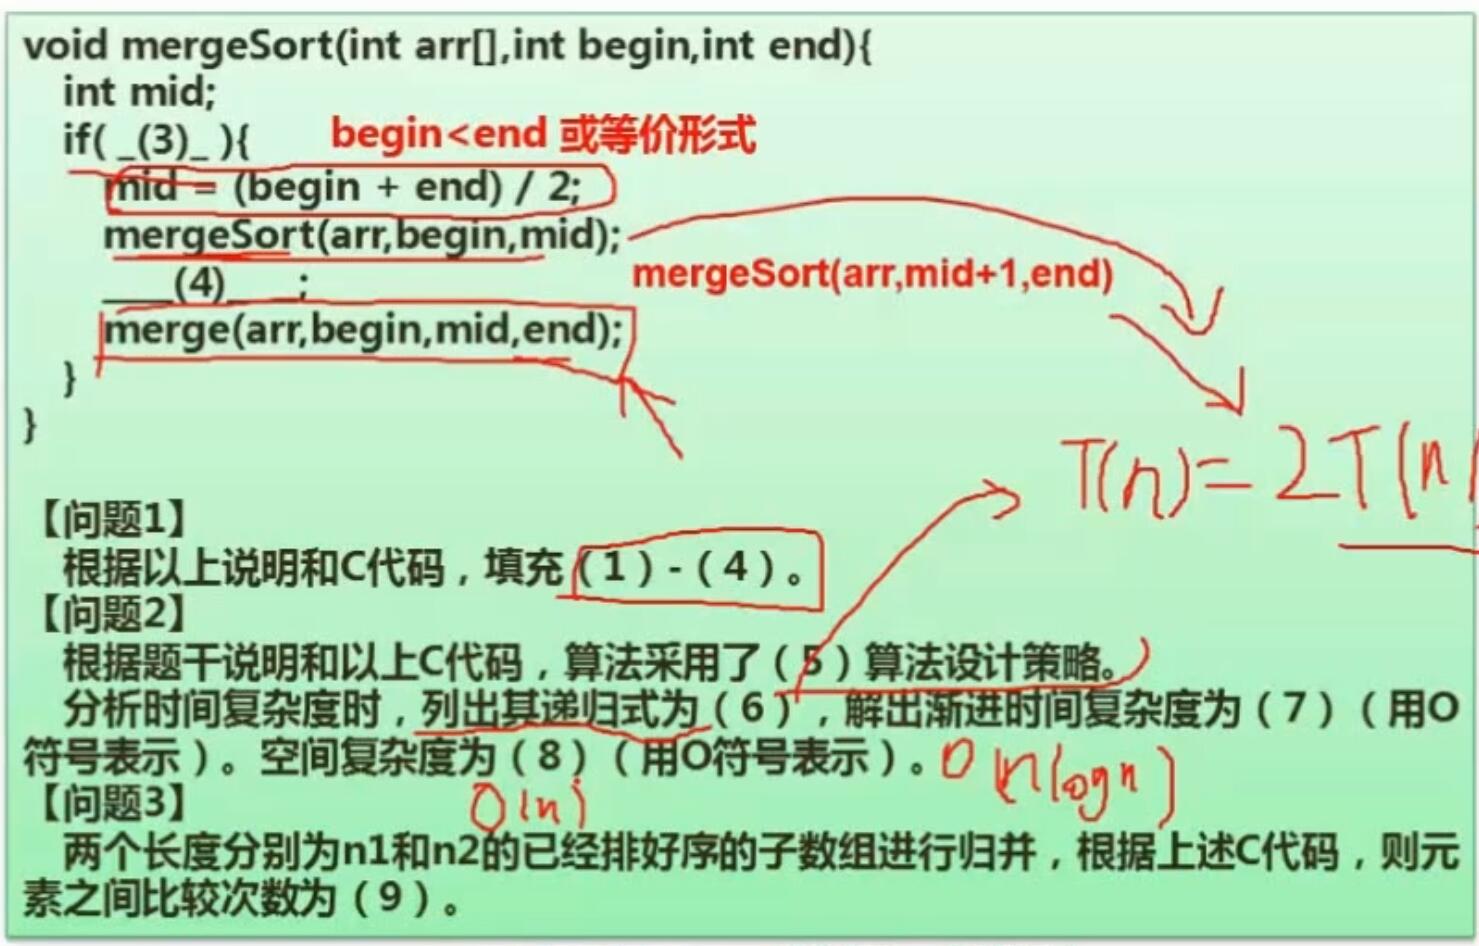 void mergeSort(int arr[],int begin,int end){
int mid;
if( _(3)_ ){ begin<end 或等价形式
mid = (begin + end) / 2;
mergeSort(arr,begin,mid);
____(4)____; mergeSort(arr,mid+1,end)
merge(arr,begin,mid,end);
}
}
T(n)=2T(n
【问题1】
根据以上说明和C代码，填充（1）-（4）。
【问题2】
根据题干说明和以上C代码，算法采用了（5）算法设计策略。
分析时间复杂度时，列出其递归式为（6），解出渐进时间复杂度为（7）（用O
符号表示）。空间复杂度为（8）（用O符号表示）。O(nlogn)
【问题3】 O(n)
两个长度分别为n1和n2的已经排好序的子数组进行归并，根据上述C代码，则元
素之间比较次数为（9）。